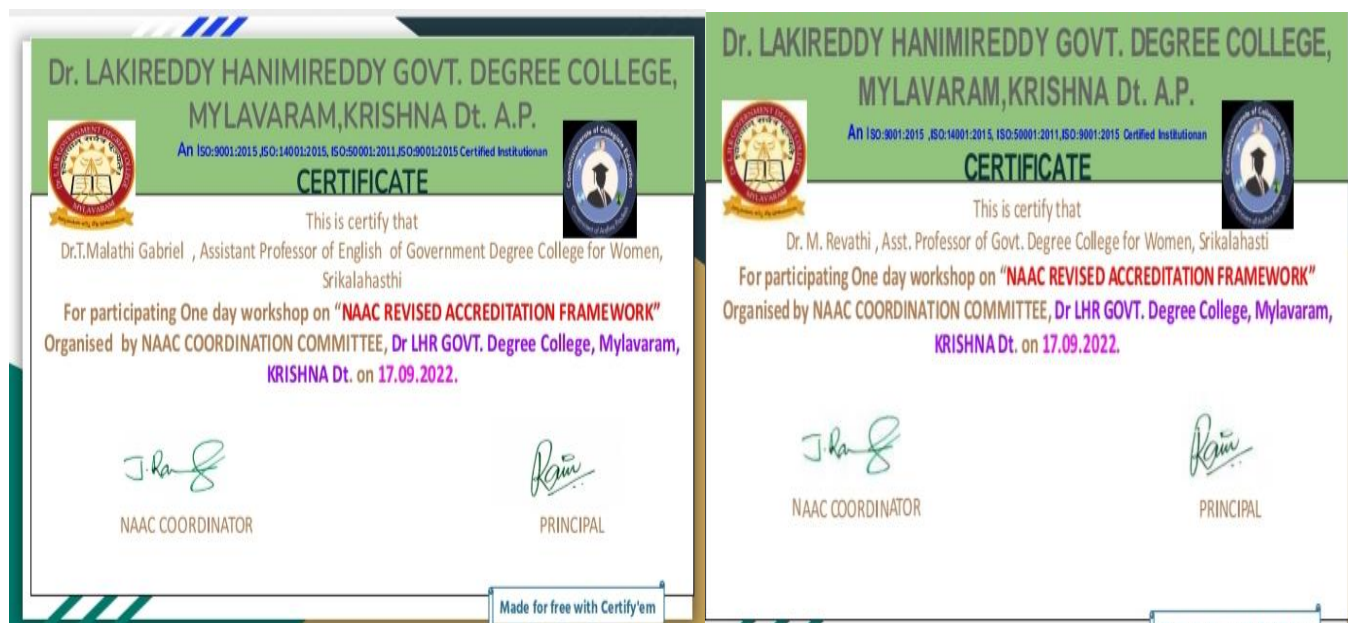 Dr. LAKIREDDY HANIMIREDDY GOVT. DEGREE COLLEGE,
MYLAVARAM,KRISHNA Dt. A.P.
An ISO:9001:2015 ,ISO:14001:2015, ISO:50001:2011,ISO:9001:2015 Certified Institutionan
CERTIFICATE
This is certify that
Dr.T.Malathi Gabriel , Assistant Professor of English of Government Degree College for Women,
Srikalahasthi
For participating One day workshop on “NAAC REVISED ACCREDITATION FRAMEWORK”
Organised by NAAC COORDINATION COMMITTEE, Dr LHR GOVT. Degree College, Mylavaram,
KRISHNA Dt. on 17.09.2022.
NAAC COORDINATOR
PRINCIPAL
Made for free with Certify'em
Dr. LAKIREDDY HANIMIREDDY GOVT. DEGREE COLLEGE,
MYLAVARAM,KRISHNA Dt. A.P.
An ISO:9001:2015 ,ISO:14001:2015, ISO:50001:2011,ISO:9001:2015 Certified Institutionan
CERTIFICATE
This is certify that
Dr. M. Revathi , Asst. Professor of Govt. Degree College for Women, Srikalahasti
For participating One day workshop on “NAAC REVISED ACCREDITATION FRAMEWORK”
Organised by NAAC COORDINATION COMMITTEE, Dr LHR GOVT. Degree College, Mylavaram,
KRISHNA Dt. on 17.09.2022.
NAAC COORDINATOR
PRINCIPAL